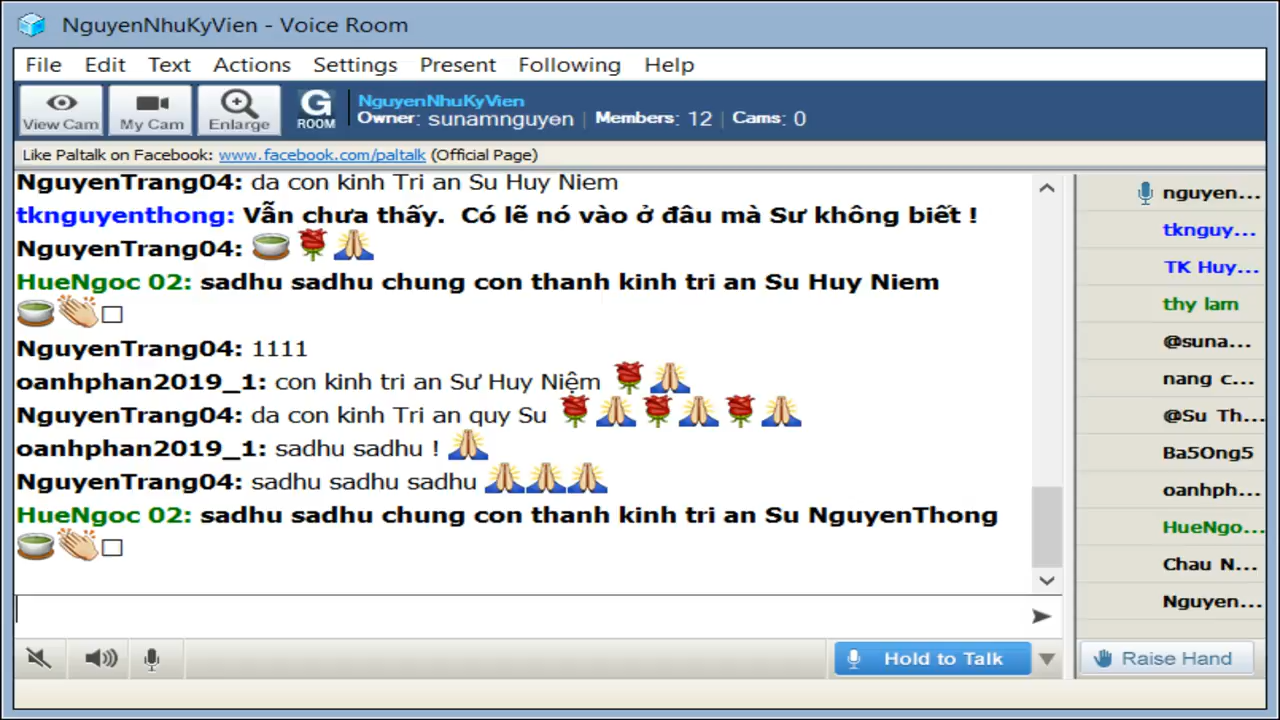 NguyenNhuKyVien - Voice Room
File Edit Text Actions Settings Present Following Help
View Cam My Cam Enlarge G ROOM
NguyenNhuKyVien
Owner: sunamnguyen | Members: 12 | Cams: 0
Like Paltalk on Facebook: www.facebook.com/paltalk (Official Page)
NguyenTrang04: da con kinh Tri an Su Huy Niem
tknguyenthong: Vẫn chưa thấy. Có lẽ nó vào ở đâu mà Sư không biết !
NguyenTrang04: 🍵🌹🙏
HueNgoc 02: sadhu sadhu chung con thanh kinh tri an Su Huy Niem
🍵👏□
NguyenTrang04: 1111
oanhphan2019_1: con kinh tri an Sư Huy Niệm 🌹🙏
NguyenTrang04: da con kinh Tri an quy Su 🌹🙏🌹🙏🌹🙏
oanhphan2019_1: sadhu sadhu ! 🙏
NguyenTrang04: sadhu sadhu sadhu 🙏🙏🙏
HueNgoc 02: sadhu sadhu chung con thanh kinh tri an Su NguyenThong
🍵👏□
nguyen...
tknguy...
TK Huy...
thy lam
@suna...
nang c...
@Su Th...
Ba5Ong5
oanhph...
HueNgo...
Chau N...
Nguyen...
Hold to Talk
Raise Hand